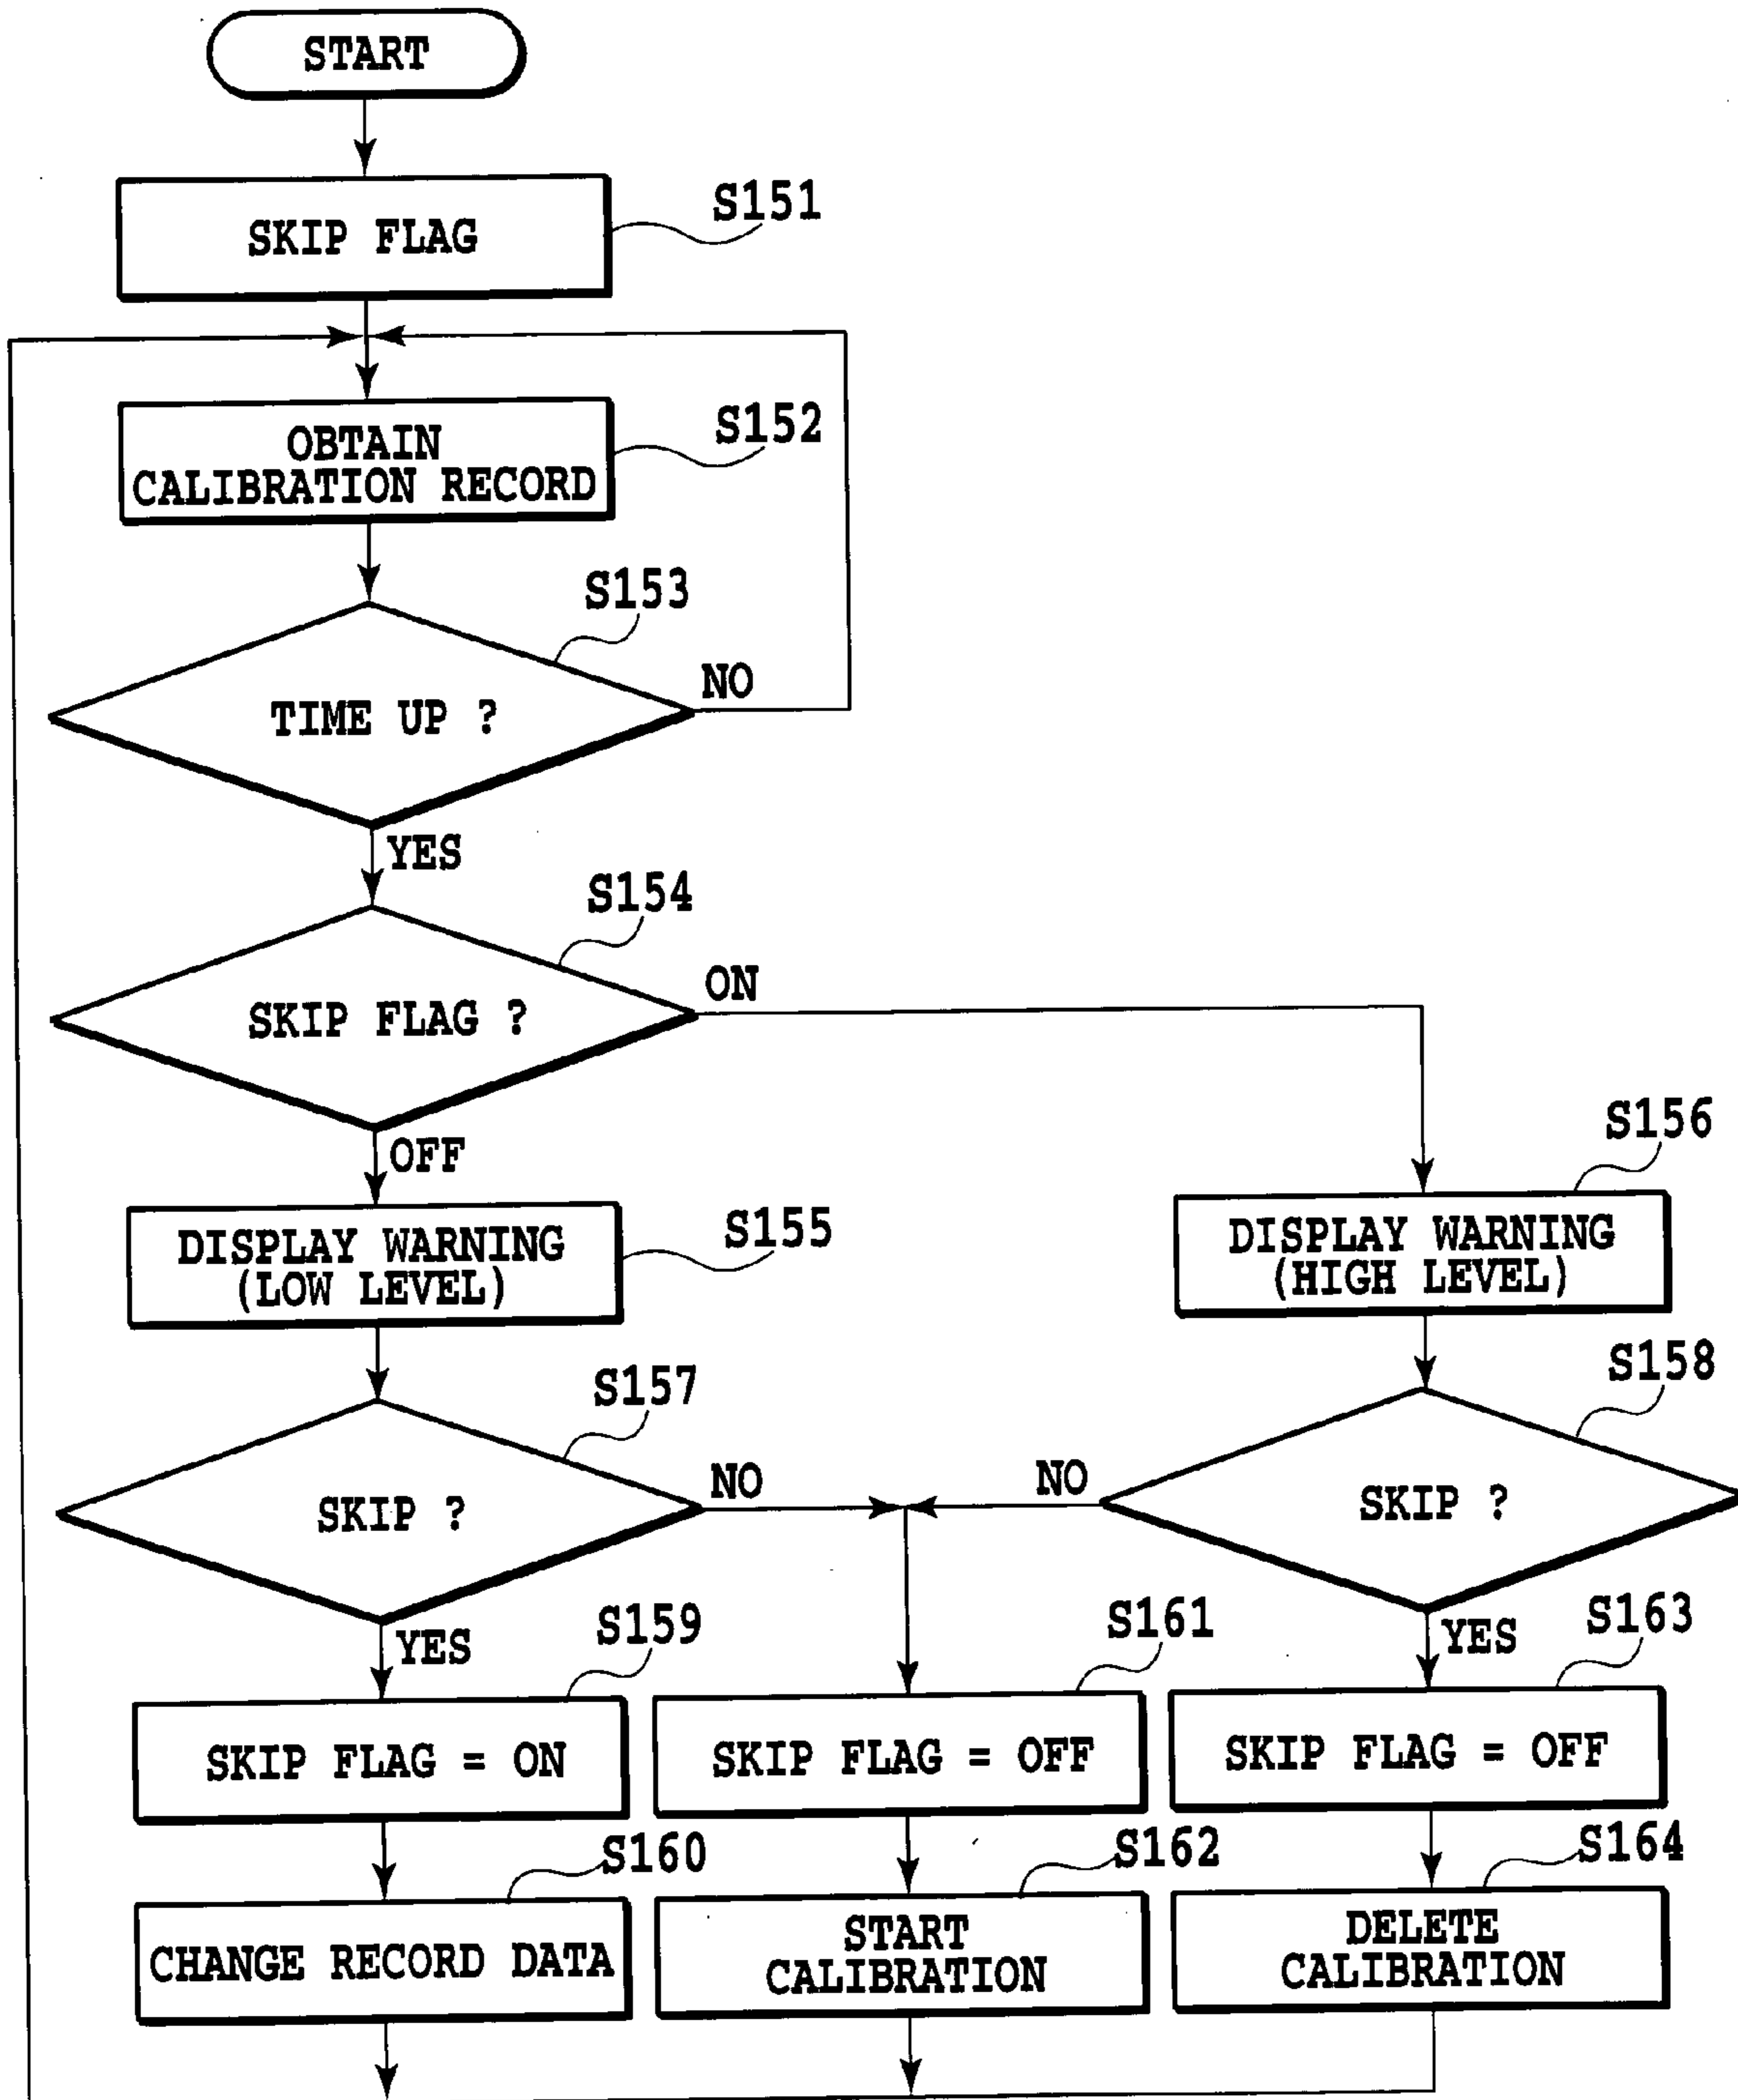 START
S151
SKIP FLAG
S152
OBTAIN
CALIBRATION RECORD
S153
TIME UP ?
NO
YES
S154
SKIP FLAG ?
ON
OFF
S155
DISPLAY WARNING
(LOW LEVEL)
S156
DISPLAY WARNING
(HIGH LEVEL)
S157
SKIP ?
NO
S158
NO
SKIP ?
YES
S159
SKIP FLAG = ON
S161
SKIP FLAG = OFF
YES
S163
SKIP FLAG = OFF
S160
CHANGE RECORD DATA
S162
START
CALIBRATION
S164
DELETE
CALIBRATION